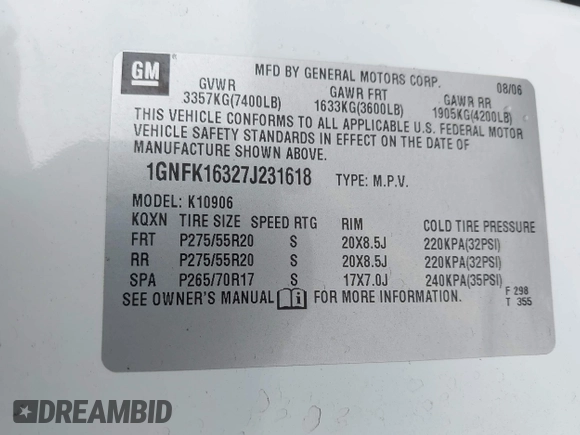 GM
MFD BY GENERAL MOTORS CORP. 08/06
GVWR GAWR FRT GAWR RR
3357KG(7400LB) 1633KG(3600LB) 1905KG(4200LB)
THIS VEHICLE CONFORMS TO ALL APPLICABLE U.S. FEDERAL MOTOR
VEHICLE SAFETY STANDARDS IN EFFECT ON THE DATE OF
MANUFACTURE SHOWN ABOVE.
1GNFK16327J231618 TYPE: M.P.V.
MODEL: K10906
KQXN TIRE SIZE SPEED RTG RIM COLD TIRE PRESSURE
FRT P275/55R20 S 20X8.5J 220KPA(32PSI)
RR P275/55R20 S 20X8.5J 220KPA(32PSI)
SPA P265/70R17 S 17X7.0J 240KPA(35PSI)
SEE OWNER'S MANUAL i FOR MORE INFORMATION.
F 298
T 355
DREAMBID